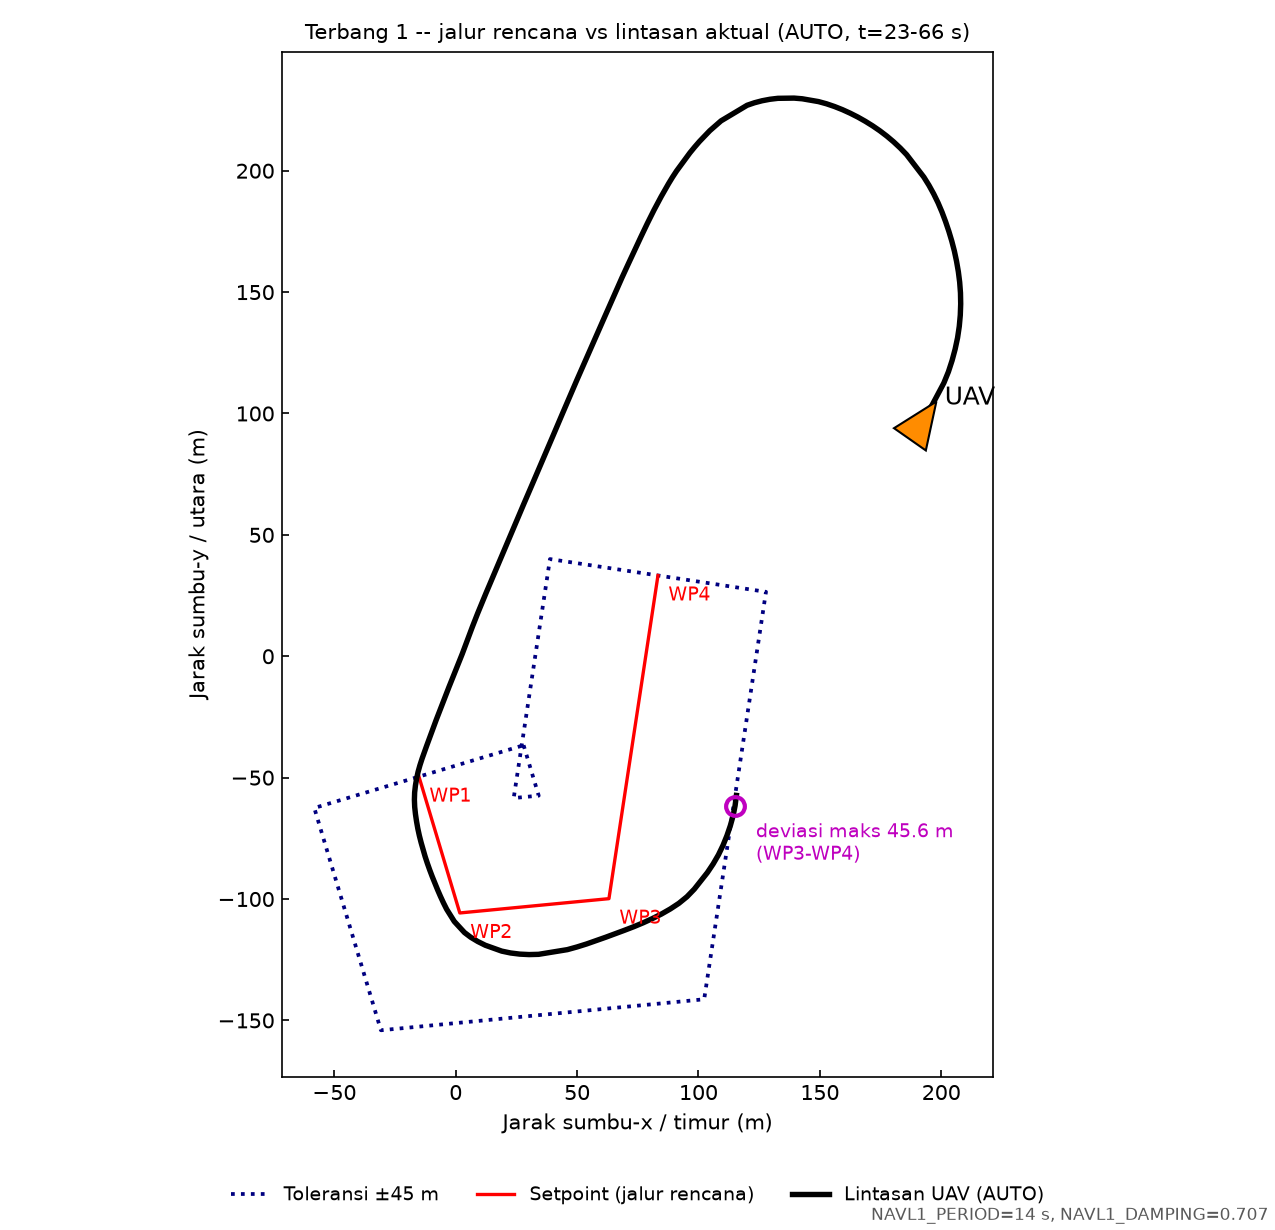 Terbang 1 -- jalur rencana vs lintasan aktual (AUTO, t=23-66 s)
Jarak sumbu-y / utara (m)
200
150
100
50
0
−50
−100
−150
UAV
WP4
WP1
deviasi maks 45.6 m
(WP3-WP4)
WP3
WP2
−50
0
50
100
150
200
Jarak sumbu-x / timur (m)
Toleransi ±45 m
Setpoint (jalur rencana)
Lintasan UAV (AUTO)
NAVL1_PERIOD=14 s, NAVL1_DAMPING=0.707